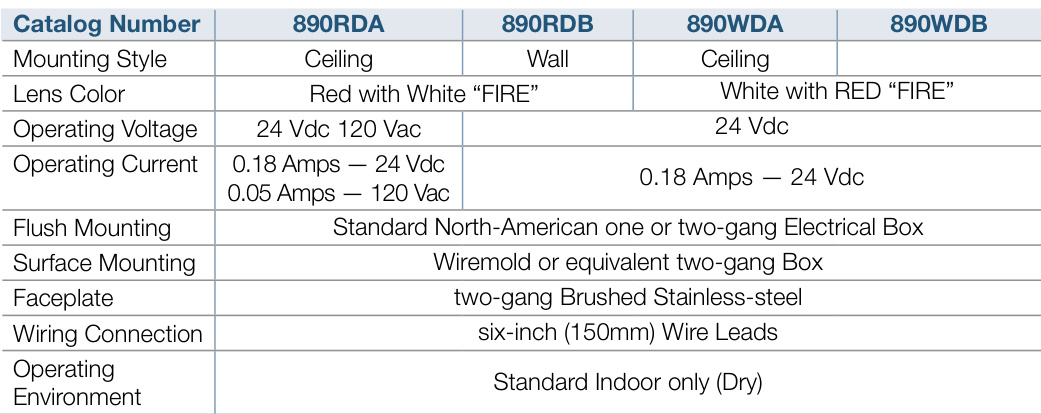 Catalog Number 890RDA 890RDB 890WDA 890WDB
Mounting Style Ceiling Wall Ceiling
Lens Color Red with White “FIRE” White with RED “FIRE”
Operating Voltage 24 Vdc 120 Vac 24 Vdc
Operating Current 0.18 Amps — 24 Vdc
0.05 Amps — 120 Vac 0.18 Amps — 24 Vdc
Flush Mounting Standard North-American one or two-gang Electrical Box
Surface Mounting Wiremold or equivalent two-gang Box
Faceplate two-gang Brushed Stainless-steel
Wiring Connection six-inch (150mm) Wire Leads
Operating
Environment Standard Indoor only (Dry)